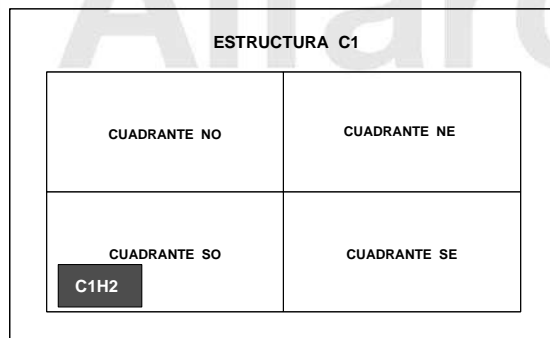 ESTRUCTURA C1
CUADRANTE NO
CUADRANTE NE
CUADRANTE SO
CUADRANTE SE
C1H2